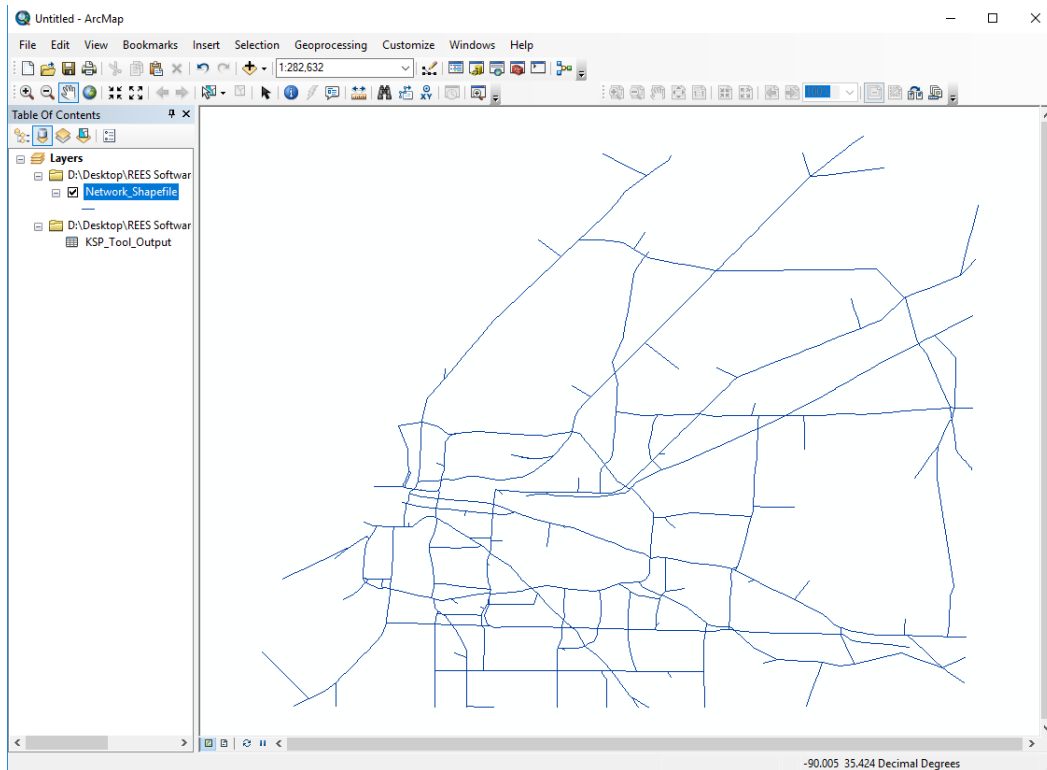 Untitled - ArcMap
File Edit View Bookmarks Insert Selection Geoprocessing Customize Windows Help
1:282,632
Table Of Contents
Layers
D:\Desktop\REES Softwar
Network_Shapefile
D:\Desktop\REES Softwar
KSP_Tool_Output
-90.005 35.424 Decimal Degrees